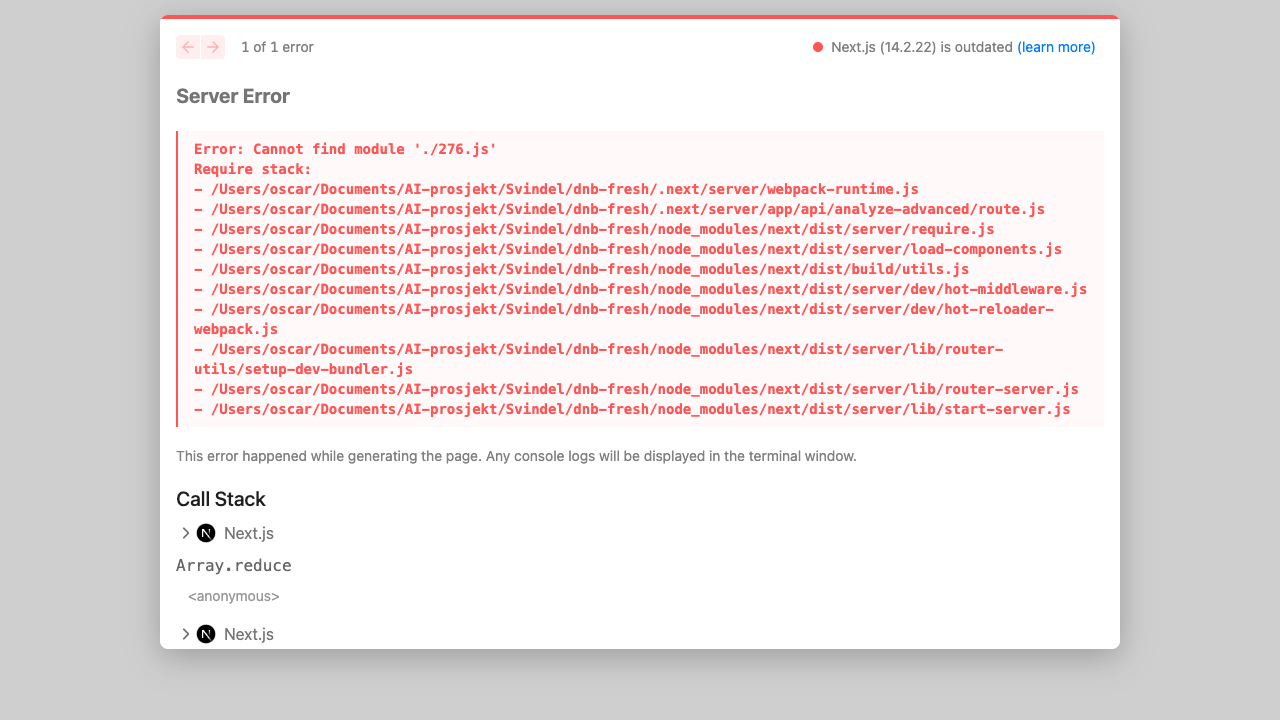 1 of 1 error
Next.js (14.2.22) is outdated (learn more)
Server Error
Error: Cannot find module './276.js'
Require stack:
- /Users/oscar/Documents/AI-prosjekt/Svindel/dnb-fresh/.next/server/webpack-runtime.js
- /Users/oscar/Documents/AI-prosjekt/Svindel/dnb-fresh/.next/server/app/api/analyze-advanced/route.js
- /Users/oscar/Documents/AI-prosjekt/Svindel/dnb-fresh/node_modules/next/dist/server/require.js
- /Users/oscar/Documents/AI-prosjekt/Svindel/dnb-fresh/node_modules/next/dist/server/load-components.js
- /Users/oscar/Documents/AI-prosjekt/Svindel/dnb-fresh/node_modules/next/dist/build/utils.js
- /Users/oscar/Documents/AI-prosjekt/Svindel/dnb-fresh/node_modules/next/dist/server/dev/hot-middleware.js
- /Users/oscar/Documents/AI-prosjekt/Svindel/dnb-fresh/node_modules/next/dist/server/dev/hot-reloader-
webpack.js
- /Users/oscar/Documents/AI-prosjekt/Svindel/dnb-fresh/node_modules/next/dist/server/lib/router-
utils/setup-dev-bundler.js
- /Users/oscar/Documents/AI-prosjekt/Svindel/dnb-fresh/node_modules/next/dist/server/lib/router-server.js
- /Users/oscar/Documents/AI-prosjekt/Svindel/dnb-fresh/node_modules/next/dist/server/lib/start-server.js
This error happened while generating the page. Any console logs will be displayed in the terminal window.
Call Stack
Next.js
Array.reduce
<anonymous>
Next.js